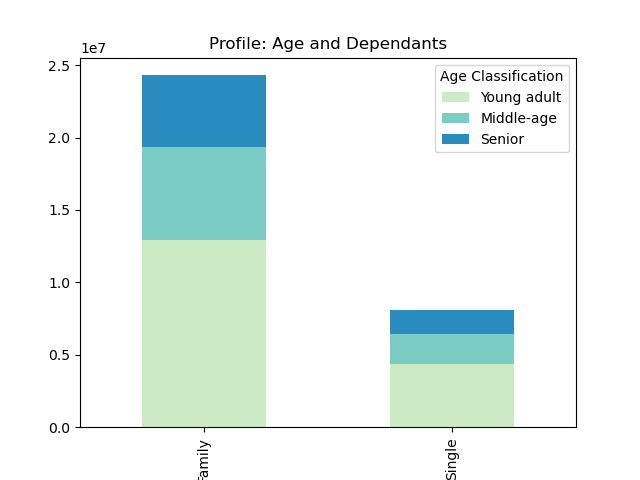 Profile: Age and Dependants
1e7
2.5
2.0
1.5
1.0
0.5
0.0
Age Classification
Young adult
Middle-age
Senior
Family
Single